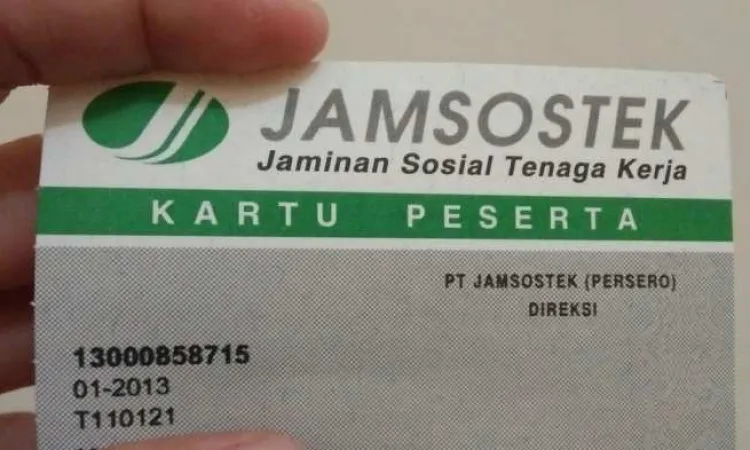 JAMSOSTEK
Jaminan Sosial Tenaga Kerja
KARTU PESERTA
PT JAMSOSTEK (PERSERO)
DIREKSI
13000858715
01-2013
T110121